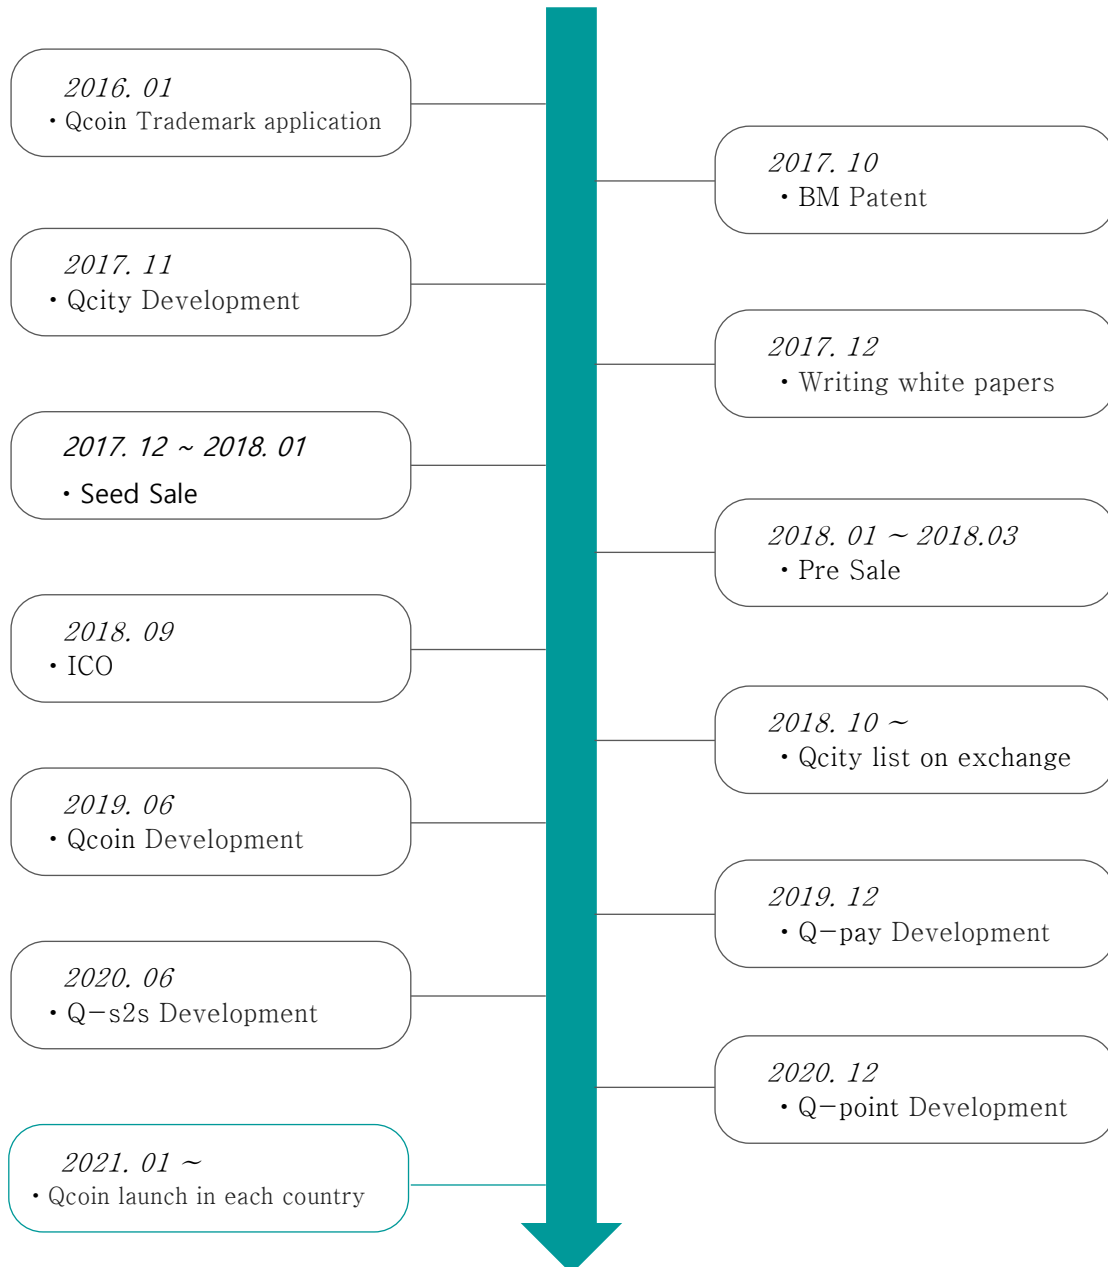 2016. 01
· Qcoin Trademark application
2017. 10
· BM Patent
2017. 11
· Qcity Development
2017. 12
· Writing white papers
2017. 12 ~ 2018. 01
· Seed Sale
2018. 01 ~ 2018.03
· Pre Sale
2018. 09
· ICO
2018. 10 ~
· Qcity list on exchange
2019. 06
· Qcoin Development
2019. 12
· Q-pay Development
2020. 06
· Q-s2s Development
2020. 12
· Q-point Development
2021. 01 ~
· Qcoin launch in each country